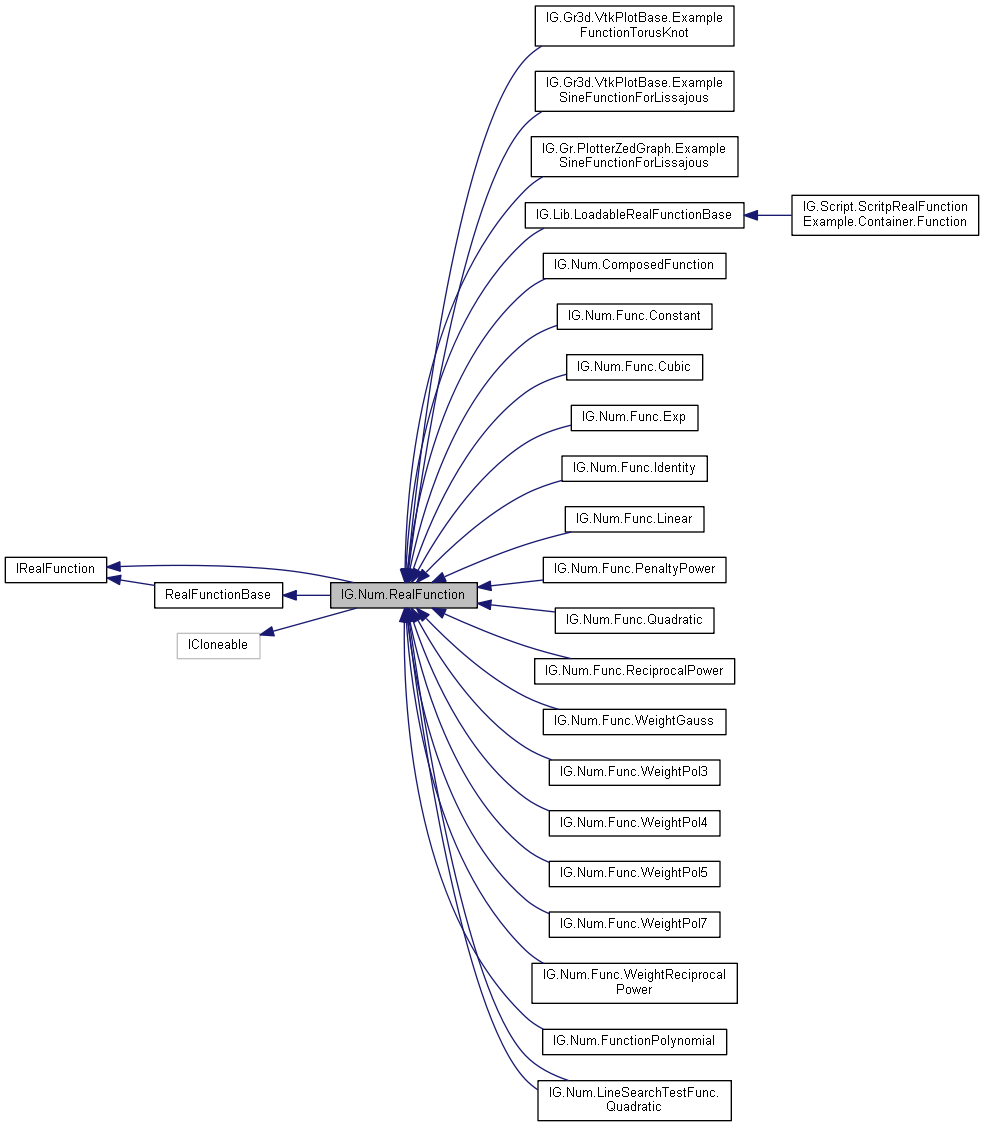 IG.Gr3d.VtkPlotBase.Example
FunctionTorusKnot
IG.Gr3d.VtkPlotBase.Example
SineFunctionForLissajous
IG.Gr.PlotterZedGraph.Example
SineFunctionForLissajous
IG.Lib.LoadableRealFunctionBase
IG.Script.ScritpRealFunction
Example.Container.Function
IG.Num.ComposedFunction
IG.Num.Func.Constant
IG.Num.Func.Cubic
IG.Num.Func.Exp
IG.Num.Func.Identity
IG.Num.Func.Linear
IRealFunction
IG.Num.Func.PenaltyPower
RealFunctionBase
IG.Num.RealFunction
IG.Num.Func.Quadratic
ICloneable
IG.Num.Func.ReciprocalPower
IG.Num.Func.WeightGauss
IG.Num.Func.WeightPol3
IG.Num.Func.WeightPol4
IG.Num.Func.WeightPol5
IG.Num.Func.WeightPol7
IG.Num.Func.WeightReciprocal
Power
IG.Num.FunctionPolynomial
IG.Num.LineSearchTestFunc.
Quadratic